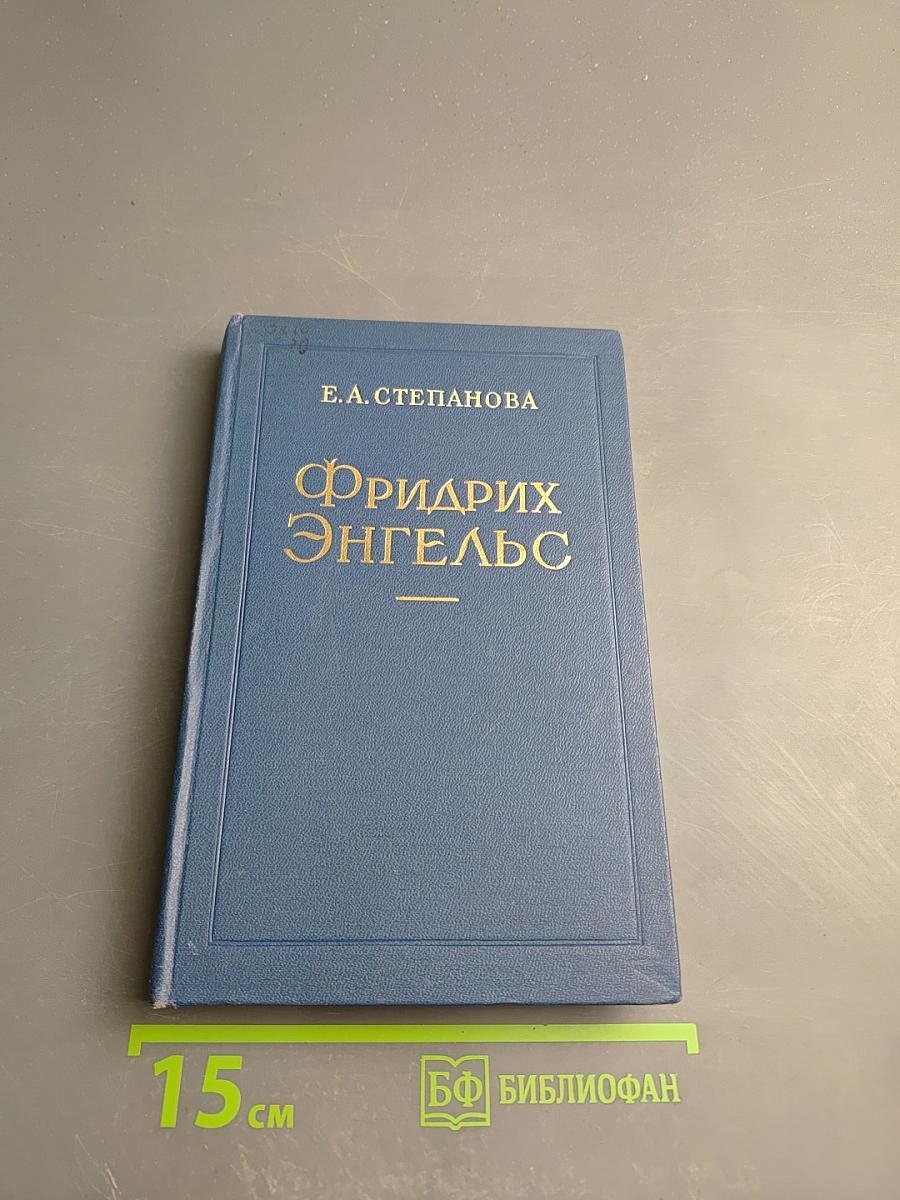 Е. А. СТЕПАНОВА
ФРИДРИХ
ЭНГЕЛЬС
15 см
БФ БИБЛИОФАН